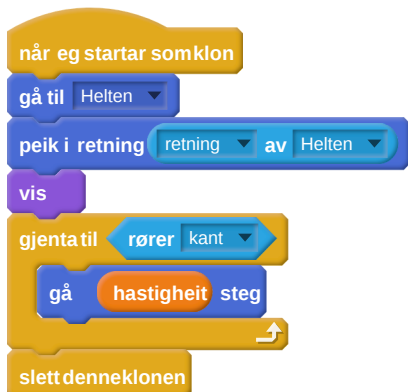 når eg startar som klon
gå til Helten
peik i retning retning av Helten
vis
gjenta til rører kant
gå hastigheit steg
slett denne klonen